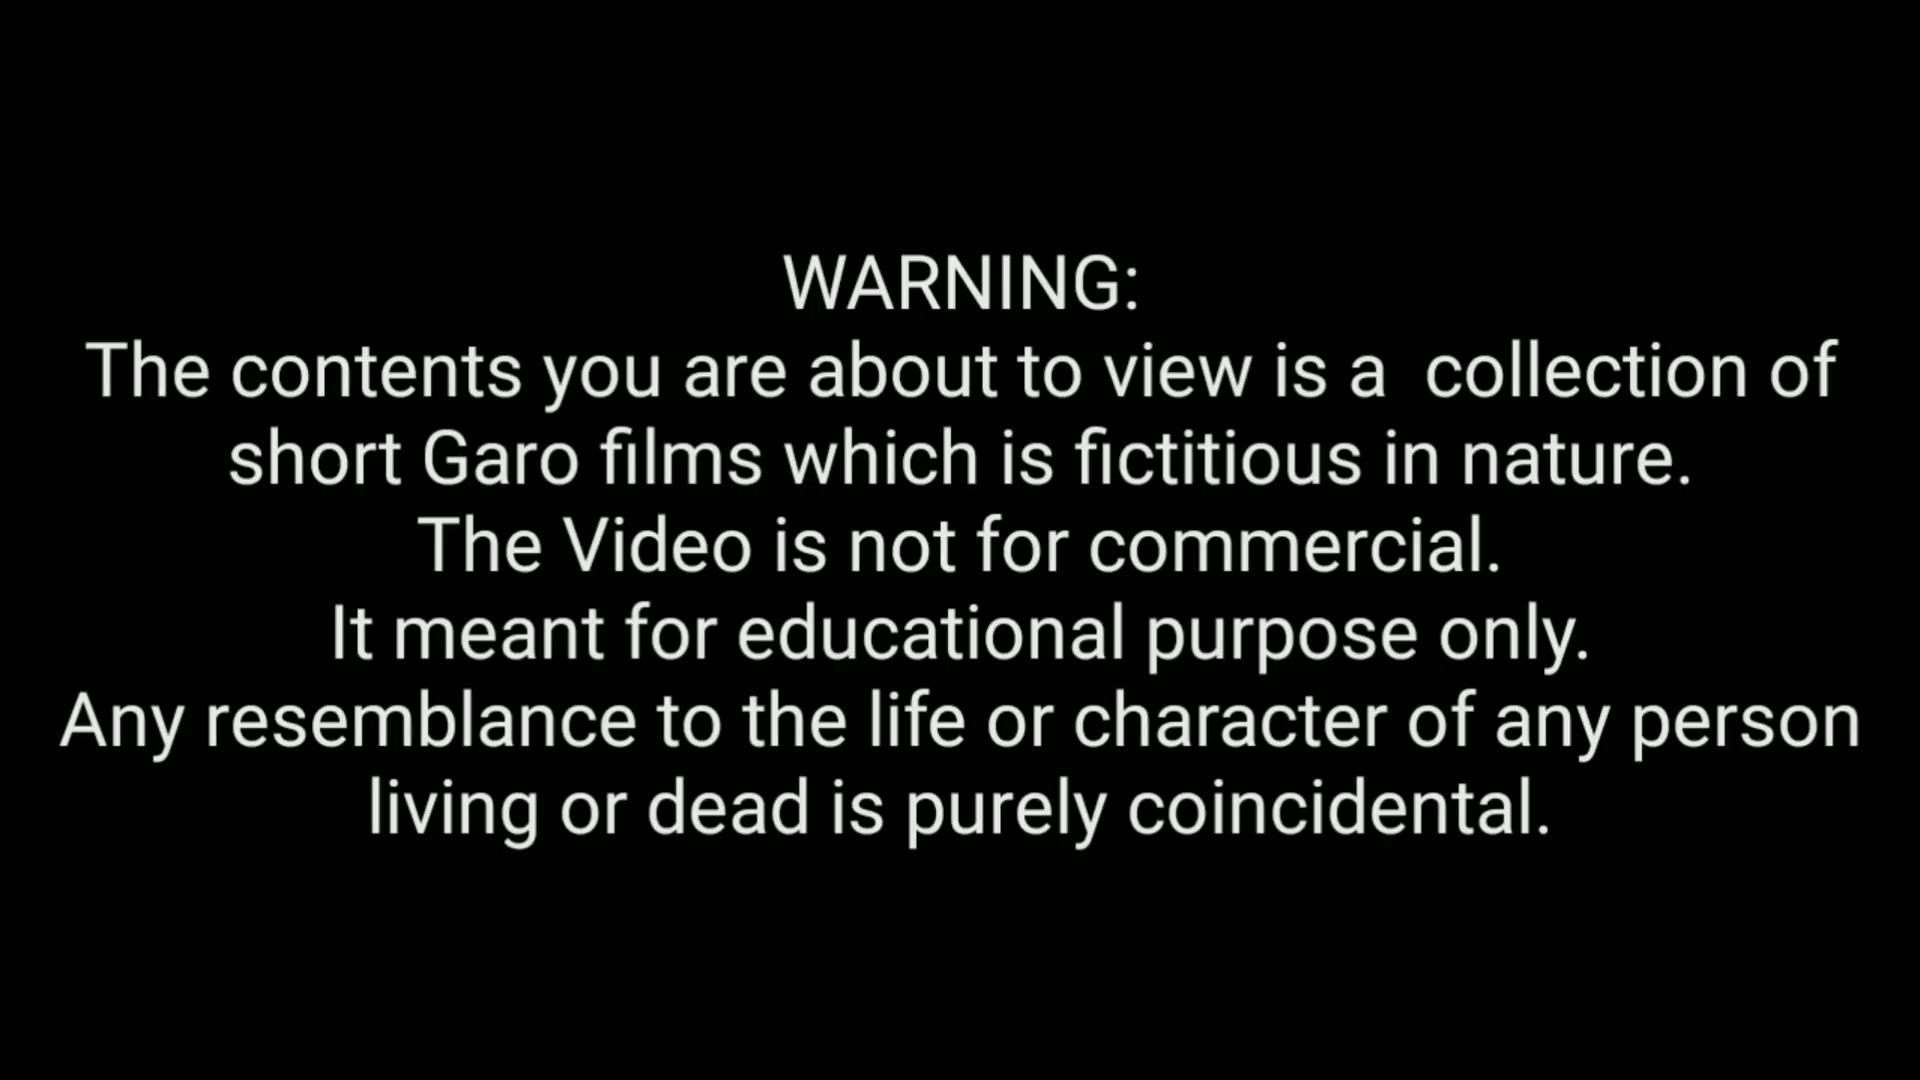 WARNING:
The contents you are about to view is a  collection of
short Garo films which is fictitious in nature.
The Video is not for commercial.
It meant for educational purpose only.
Any resemblance to the life or character of any person
living or dead is purely coincidental.